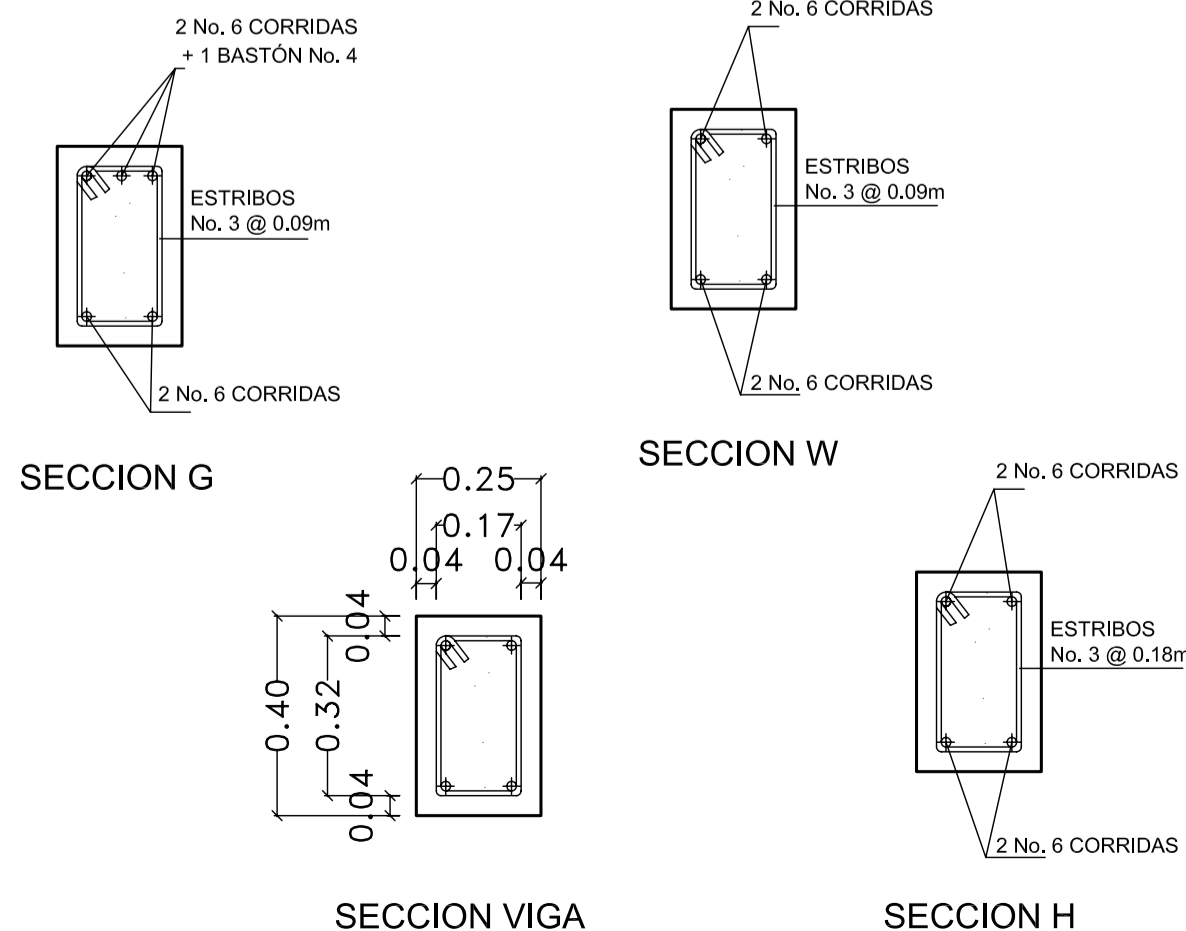 2 No. 6 CORRIDAS
+ 1 BASTÓN No. 4
ESTRIBOS
No. 3 @ 0.09m
2 No. 6 CORRIDAS
SECCION G
2 No. 6 CORRIDAS
ESTRIBOS
No. 3 @ 0.09m
2 No. 6 CORRIDAS
SECCION W
0.25
0.17
0.04
0.04
0.04
0.40
0.32
0.04
SECCION VIGA
2 No. 6 CORRIDAS
ESTRIBOS
No. 3 @ 0.18m
2 No. 6 CORRIDAS
SECCION H